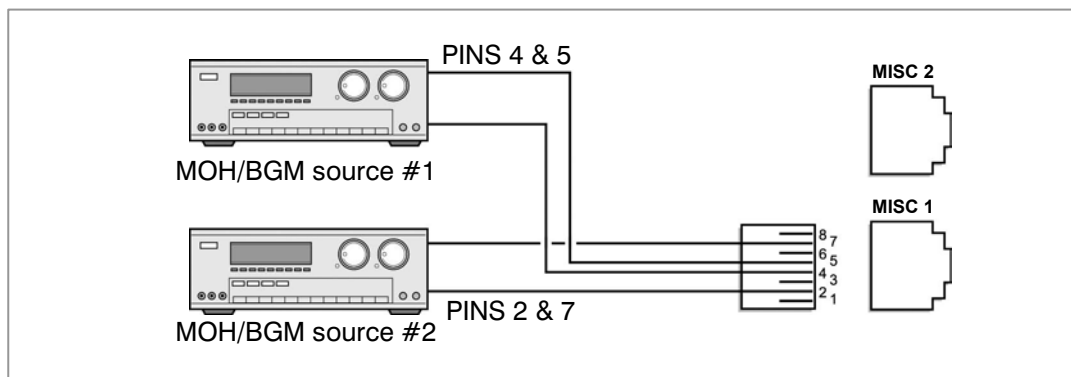 PINS 4 & 5
MISC 2
MOH/BGM source #1
MISC 1
8
7
6
5
4
3
2
1
PINS 2 & 7
MOH/BGM source #2